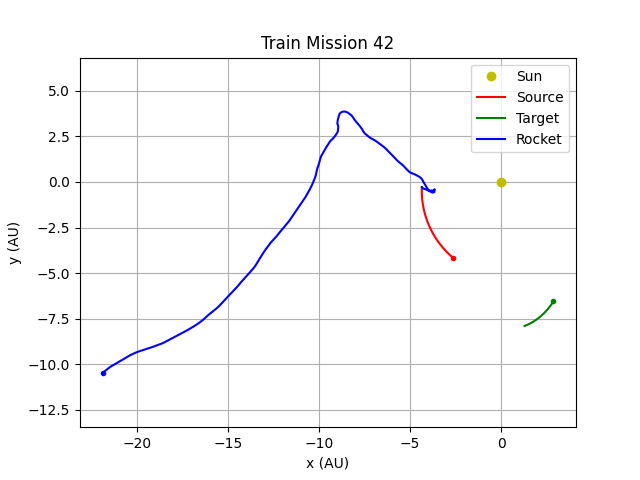 Train Mission 42
Sun
Source
Target
Rocket
5.0
2.5
0.0
−2.5
−5.0
−7.5
−10.0
−12.5
y (AU)
−20
−15
−10
−5
0
x (AU)